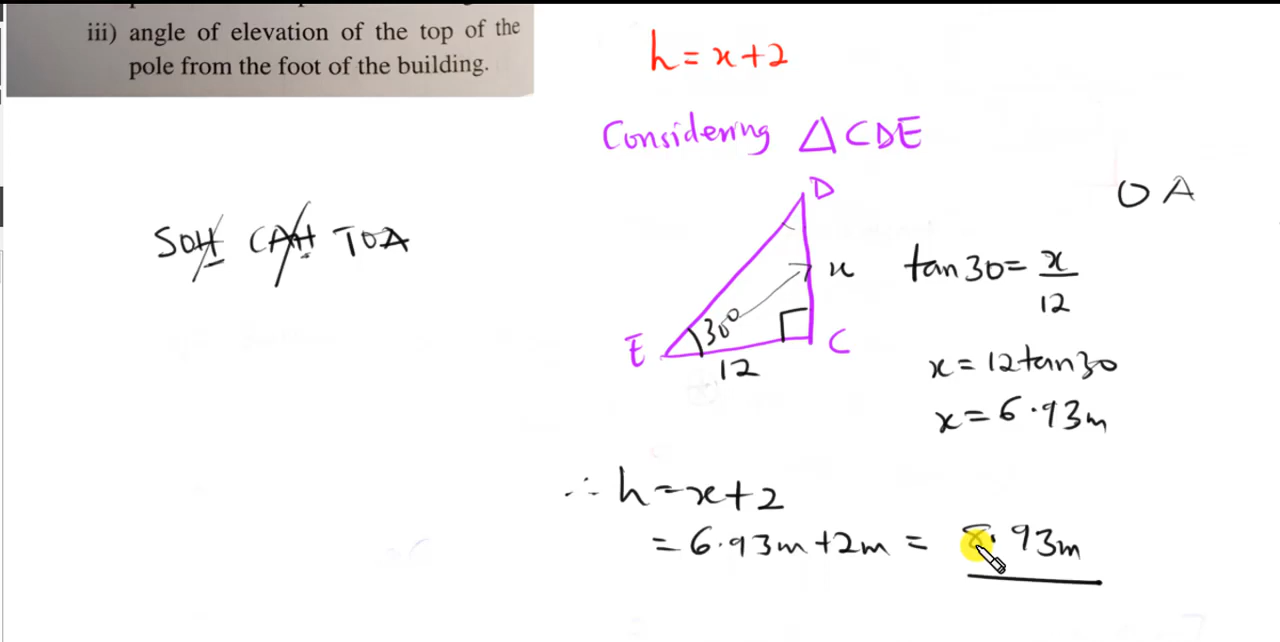 iii) angle of elevation of the top of the
pole from the foot of the building.
h = x + 2
Considering △CDE
SOH CAH TOA
D
O A
x
tan 30 = x/12
30°
E
C
12
x = 12tan30
x = 6.93m
∴ h = x + 2
= 6.93m + 2m = 8.93m